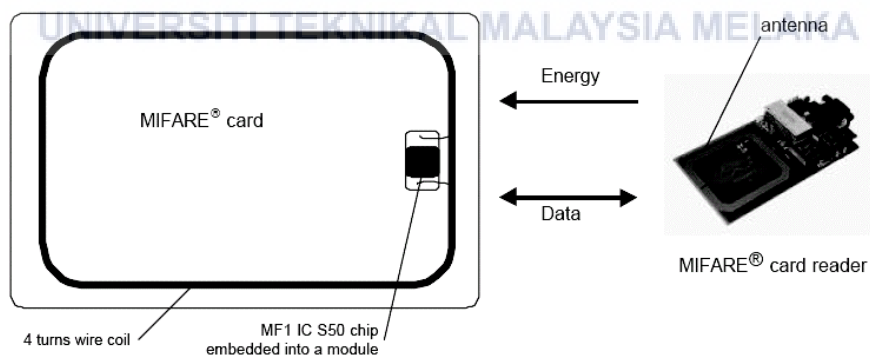 UNIVERSITI TEKNIKAL MALAYSIA MELAKA
antenna
Energy
MIFARE® card
Data
MIFARE® card reader
4 turns wire coil
MF1 IC S50 chip
embedded into a module